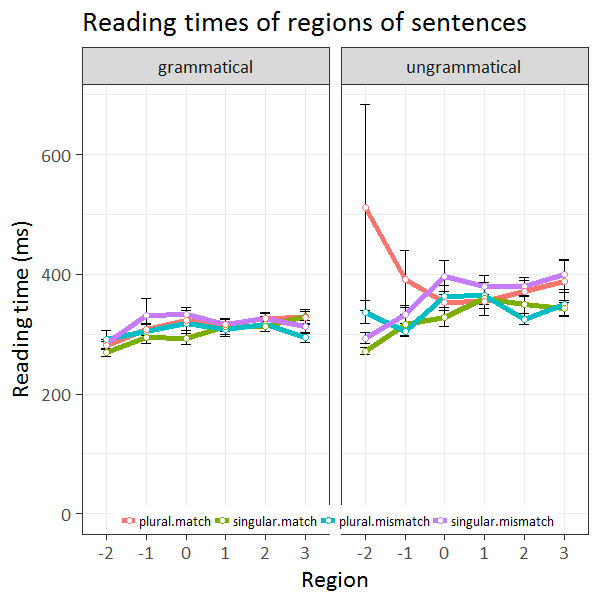 Reading times of regions of sentences
grammatical ungrammatical
Reading time (ms)
600
400
200
0
plural.match singular.match plural.mismatch singular.mismatch
-2 -1 0 1 2 3 -2 -1 0 1 2 3
Region